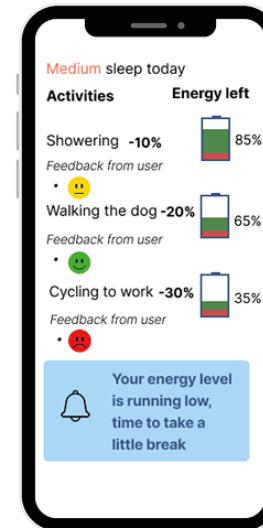 Medium sleep today
Activities Energy left
Showering -10% 85%
Feedback from user
Walking the dog -20% 65%
Feedback from user
Cycling to work -30% 35%
Feedback from user
Your energy level
is running low,
time to take a
little break